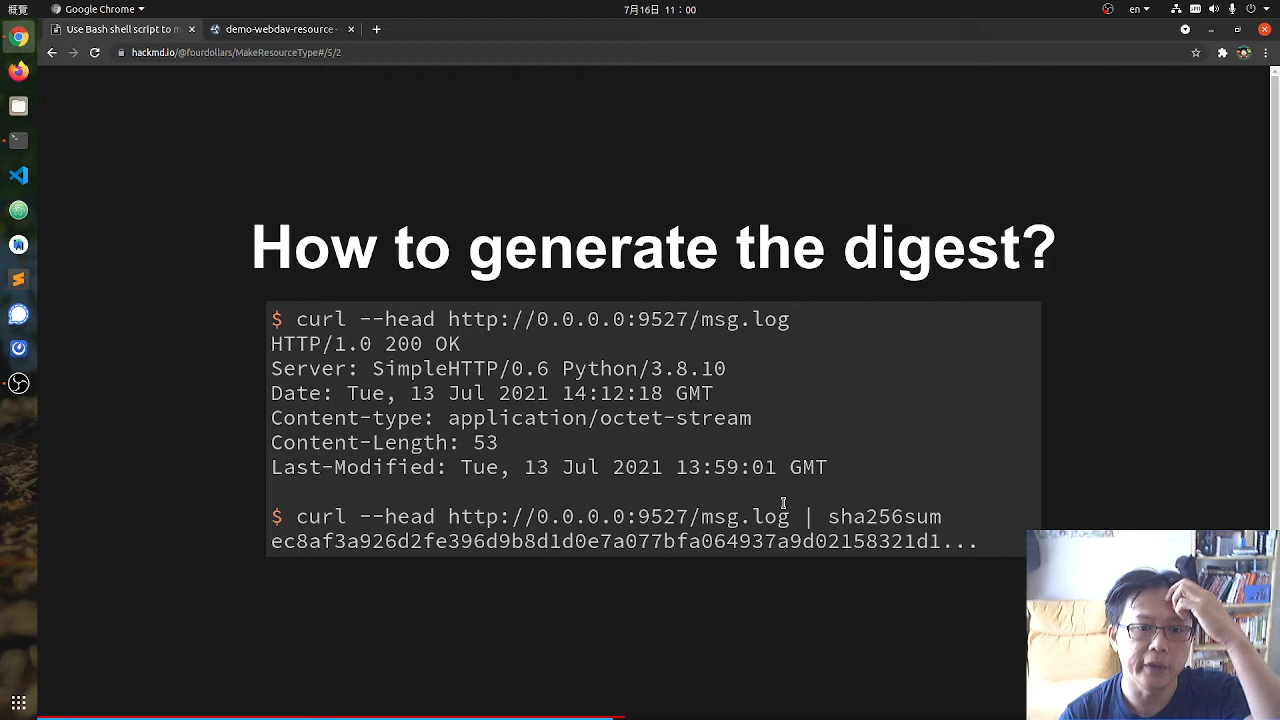 概覽
Google Chrome
7月16日 11：00
en
Use Bash shell script to m
demo-webdav-resource -
hackmd.io/@fourdollars/MakeResourceType#/5/2
How to generate the digest?
$ curl --head http://0.0.0.0:9527/msg.log
HTTP/1.0 200 OK
Server: SimpleHTTP/0.6 Python/3.8.10
Date: Tue, 13 Jul 2021 14:12:18 GMT
Content-type: application/octet-stream
Content-Length: 53
Last-Modified: Tue, 13 Jul 2021 13:59:01 GMT
$ curl --head http://0.0.0.0:9527/msg.log | sha256sum
ec8af3a926d2fe396d9b8d1d0e7a077bfa064937a9d02158321d1...